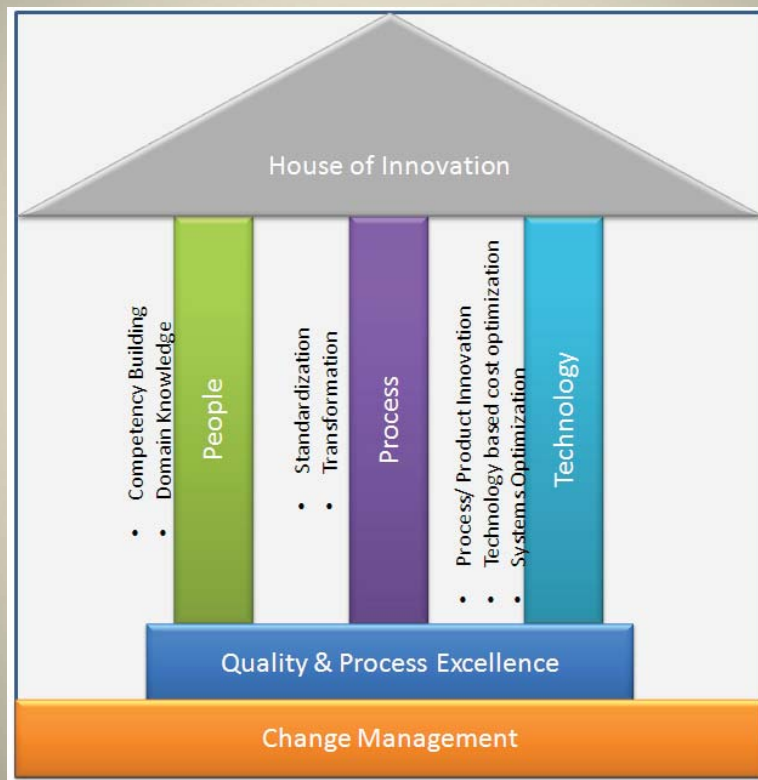 House of Innovation
• Competency Building
• Domain Knowledge
People
• Standardization
• Transformation
Process
• Process/ Product Innovation
• Technology based cost optimization
• Systems Optimization
Technology
Quality & Process Excellence
Change Management